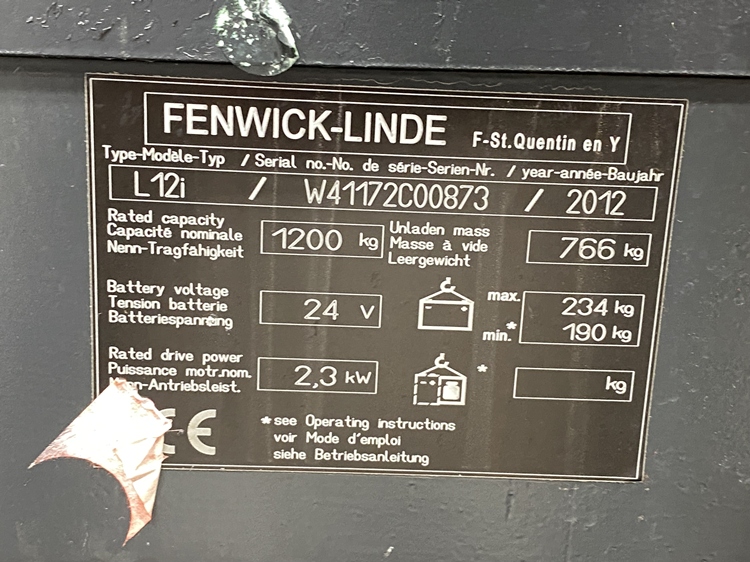 FENWICK-LINDE F-St.Quentin en Y
Type-Modèle-Typ / Serial no.-No. de série-Serien-Nr. / year-année-Baujahr
L12i / W41172C00873 / 2012
Rated capacity
Capacité nominale
Nenn-Tragfähigkeit
1200 kg
Unladen mass
Masse à vide
Leergewicht
766 kg
Battery voltage
Tension batterie
Batteriespannung
24 V
max. 234 kg
min.* 190 kg
Rated drive power
Puissance motr.nom.
-Antriebsleist.
2,3 kW
* kg
CE
*see Operating instructions
voir Mode d'emploi
siehe Betriebsanleitung